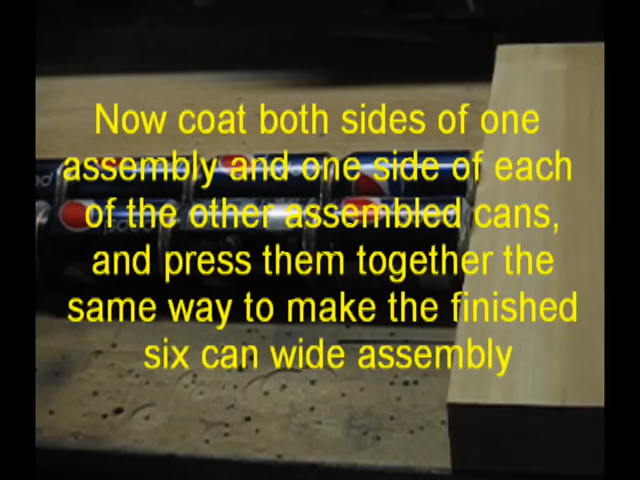 Now coat both sides of one
assembly and one side of each
of the other assembled cans,
and press them together the
same way to make the finished
six can wide assembly